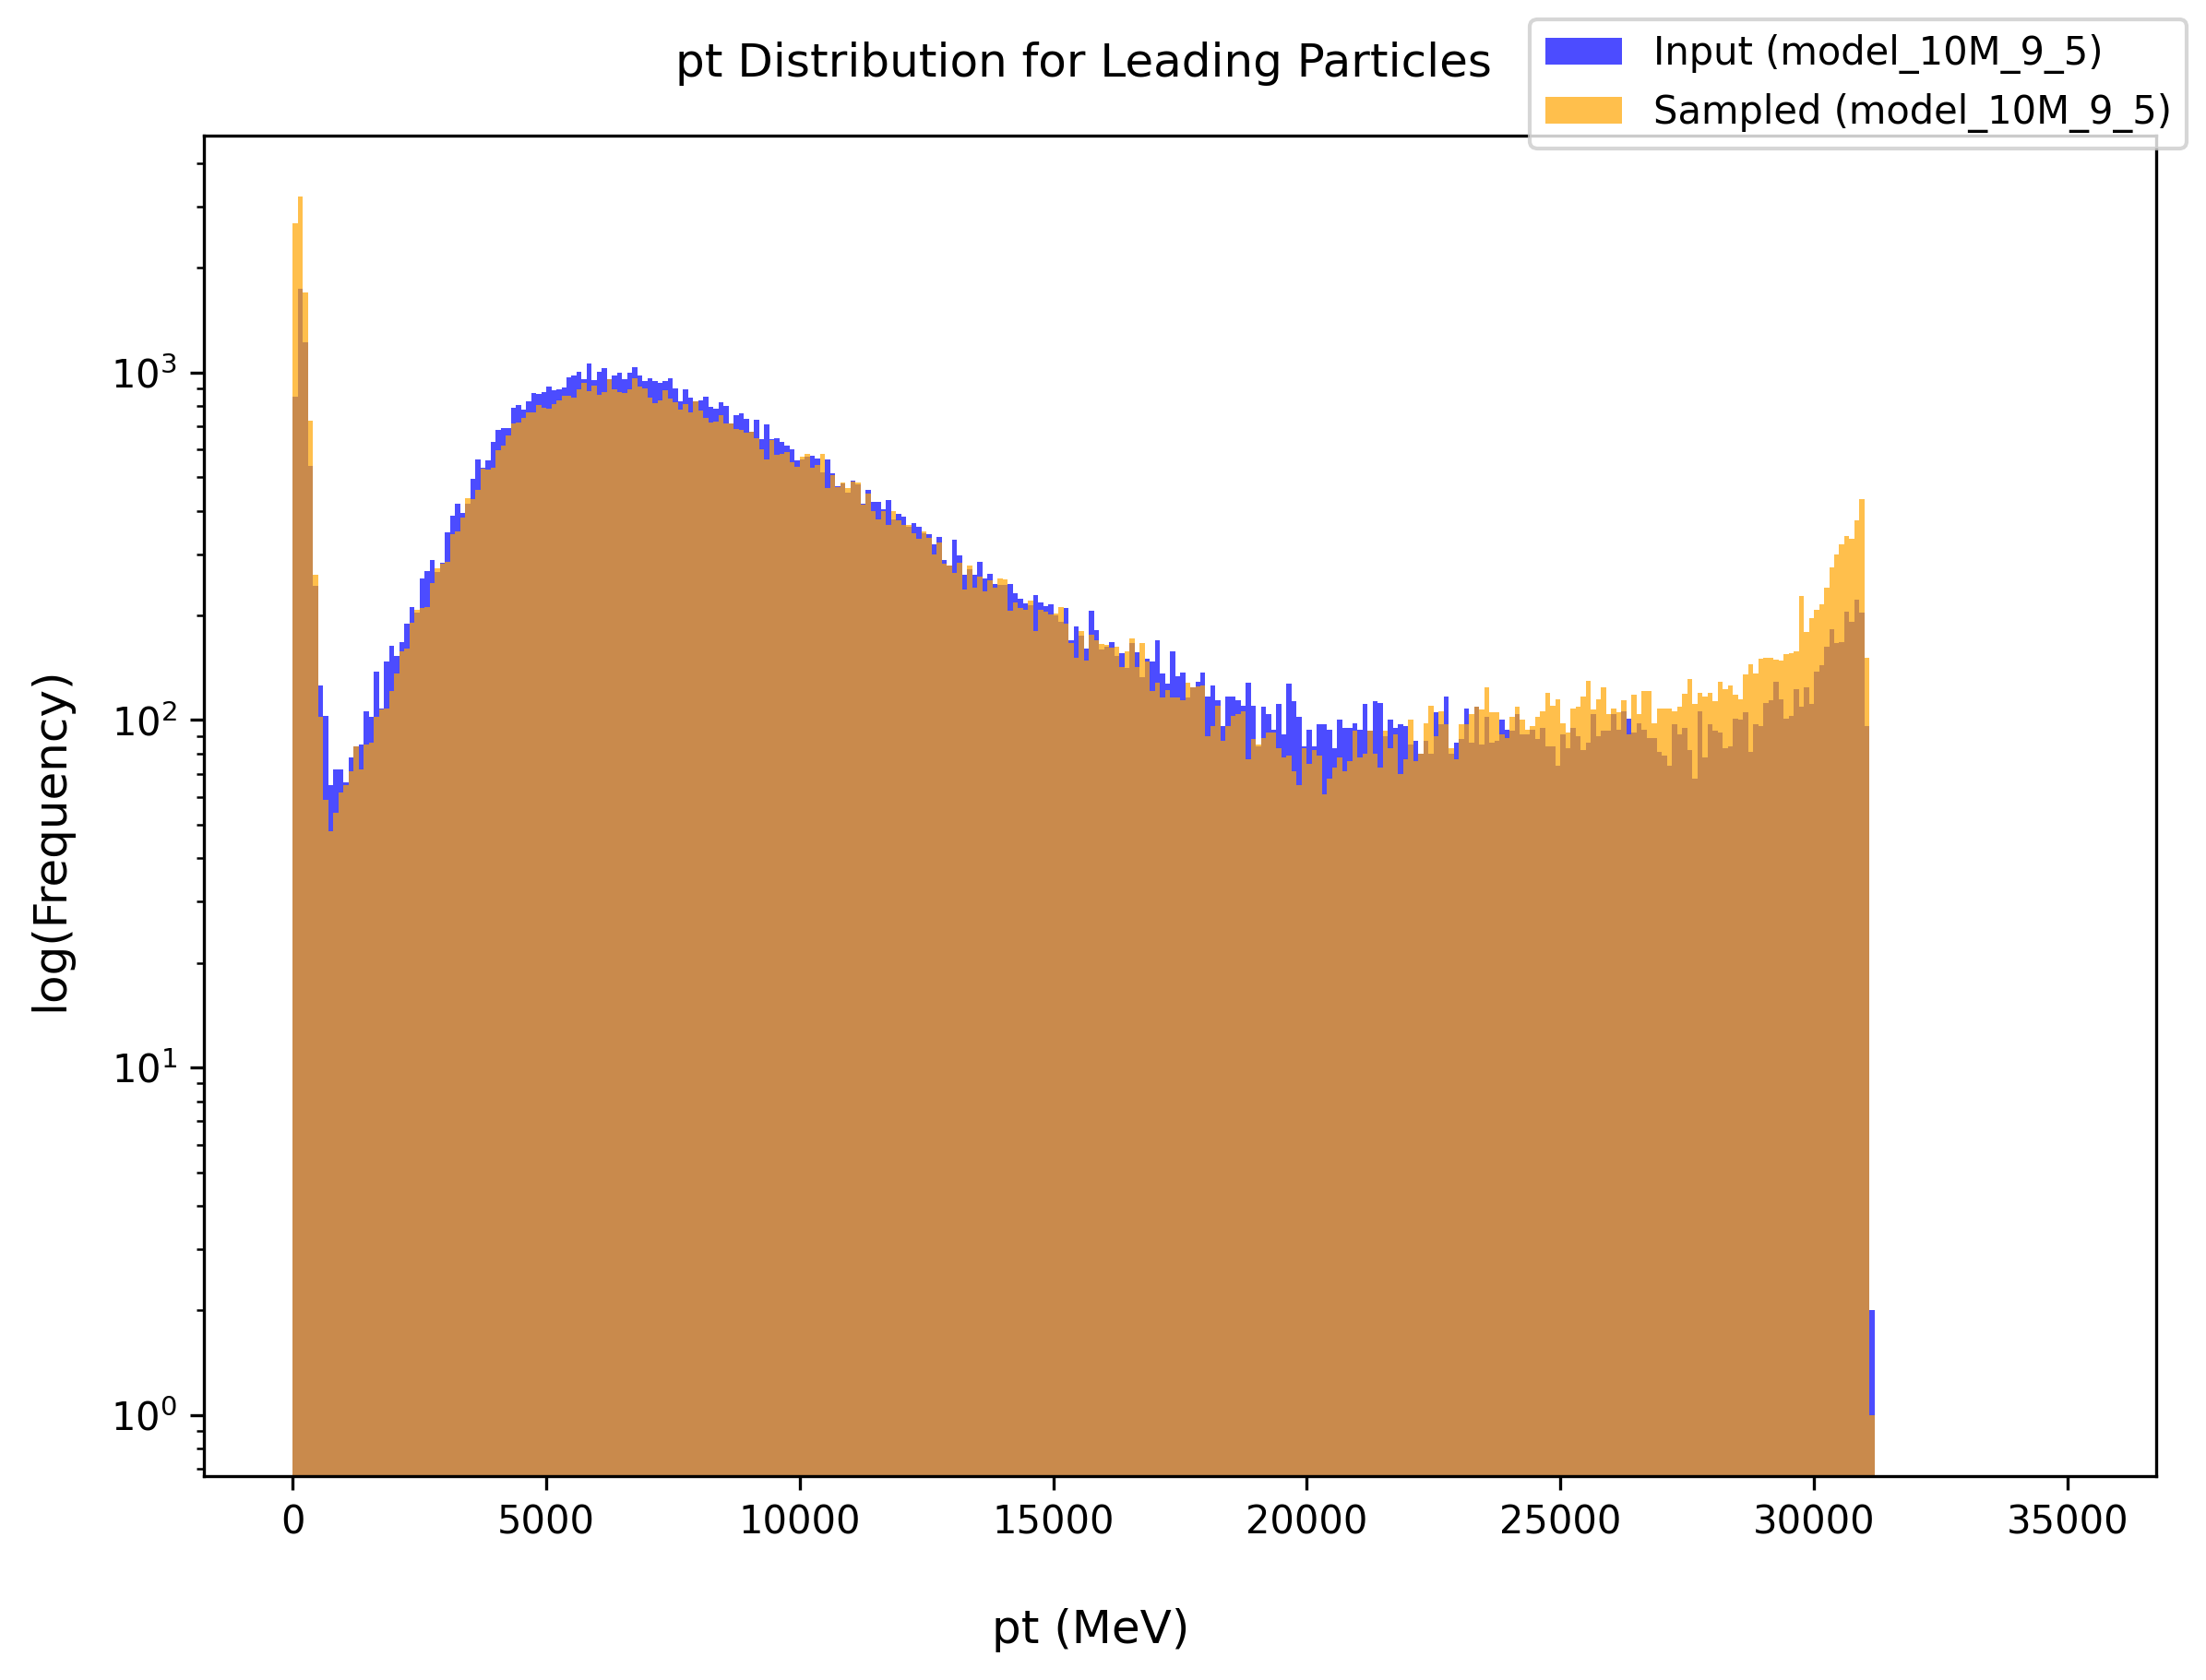 pt Distribution for Leading Particles
Input (model_10M_9_5)
Sampled (model_10M_9_5)
log(Frequency)
10³
10²
10¹
10⁰
0 5000 10000 15000 20000 25000 30000 35000
pt (MeV)